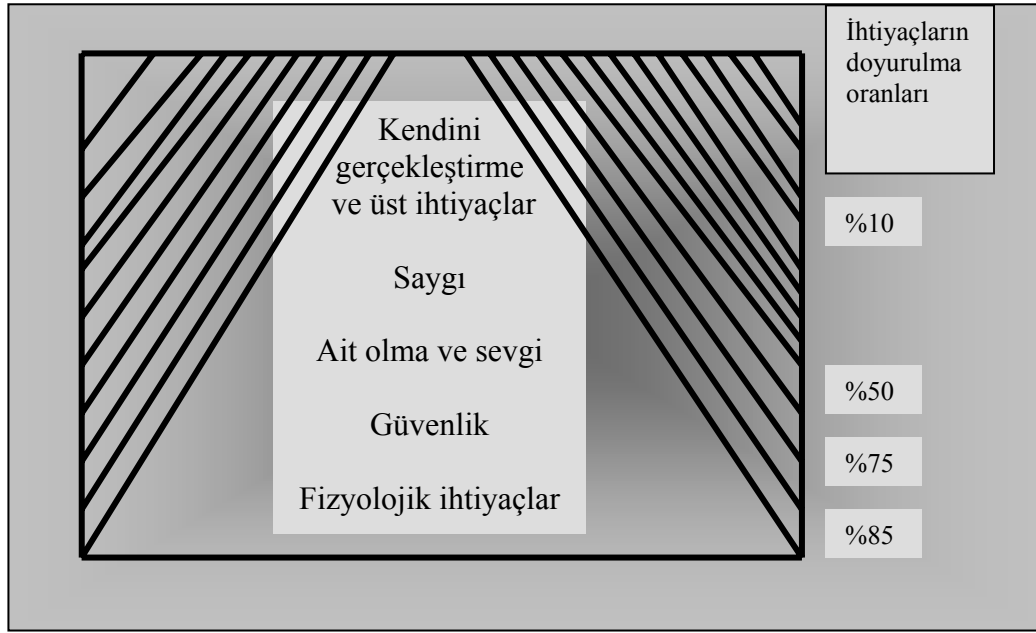 İhtiyaçların
doyurulma
oranları
Kendini
gerçekleştirme
ve üst ihtiyaçlar
%10
Saygı
Ait olma ve sevgi
%50
Güvenlik
%75
Fizyolojik ihtiyaçlar
%85